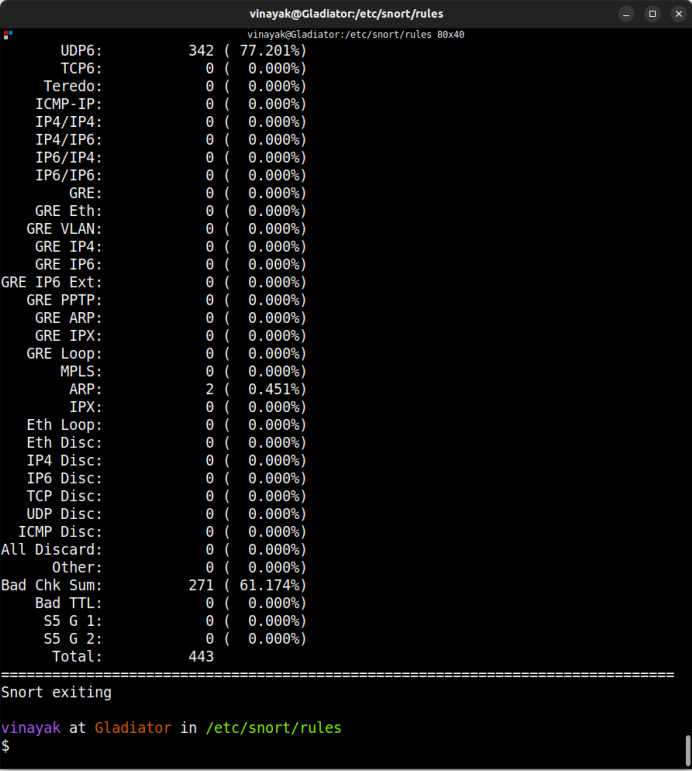 vinayak@Gladiator:/etc/snort/rules
vinayak@Gladiator:/etc/snort/rules 80x40
       UDP6:          342 ( 77.201%)
       TCP6:            0 (  0.000%)
     Teredo:            0 (  0.000%)
    ICMP-IP:            0 (  0.000%)
    IP4/IP4:            0 (  0.000%)
    IP4/IP6:            0 (  0.000%)
    IP6/IP4:            0 (  0.000%)
    IP6/IP6:            0 (  0.000%)
        GRE:            0 (  0.000%)
    GRE Eth:            0 (  0.000%)
   GRE VLAN:            0 (  0.000%)
    GRE IP4:            0 (  0.000%)
    GRE IP6:            0 (  0.000%)
GRE IP6 Ext:            0 (  0.000%)
   GRE PPTP:            0 (  0.000%)
    GRE ARP:            0 (  0.000%)
    GRE IPX:            0 (  0.000%)
   GRE Loop:            0 (  0.000%)
       MPLS:            0 (  0.000%)
        ARP:            2 (  0.451%)
        IPX:            0 (  0.000%)
   Eth Loop:            0 (  0.000%)
   Eth Disc:            0 (  0.000%)
   IP4 Disc:            0 (  0.000%)
   IP6 Disc:            0 (  0.000%)
   TCP Disc:            0 (  0.000%)
   UDP Disc:            0 (  0.000%)
  ICMP Disc:            0 (  0.000%)
All Discard:            0 (  0.000%)
      Other:            0 (  0.000%)
Bad Chk Sum:          271 ( 61.174%)
    Bad TTL:            0 (  0.000%)
     S5 G 1:            0 (  0.000%)
     S5 G 2:            0 (  0.000%)
      Total:          443
===============================================================================
Snort exiting
vinayak at Gladiator in /etc/snort/rules
$